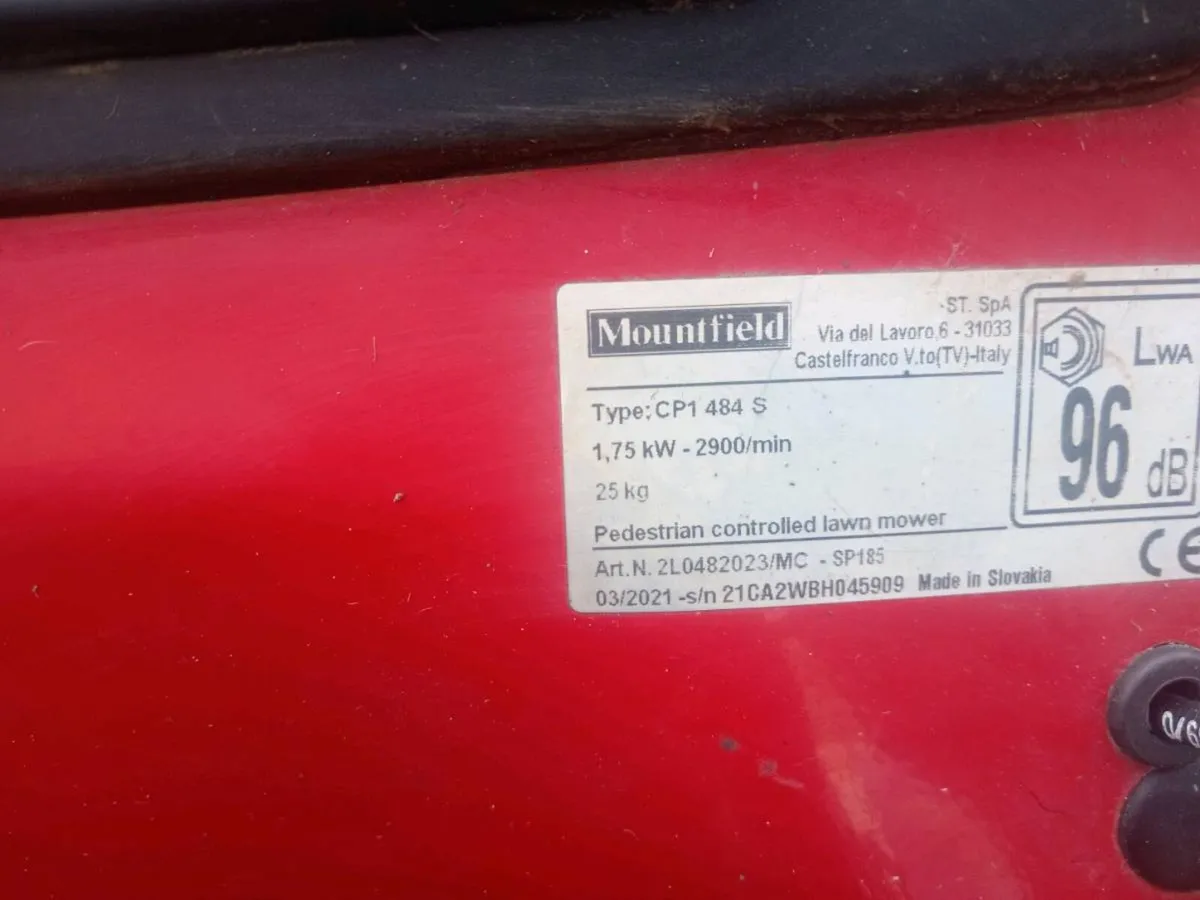 Mountfield
ST. SpA
Via del Lavoro,6 - 31033
Castelfranco V.to(TV)-Italy
Type: CP1 484 S
1,75 kW - 2900/min
25 kg
Pedestrian controlled lawn mower
Art.N. 2L0482023/MC - SP185
03/2021 -s/n 21CA2WBH045909 Made in Slovakia
LWA
96
dB
CE